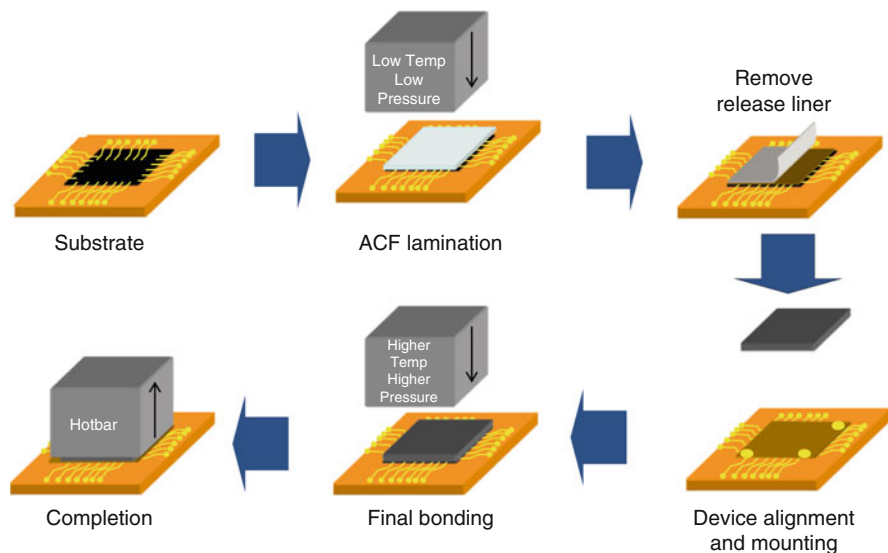 Low Temp
Low
Pressure
Remove
release liner
Substrate
ACF lamination
Higher
Temp
Higher
Pressure
Hotbar
Completion
Final bonding
Device alignment
and mounting